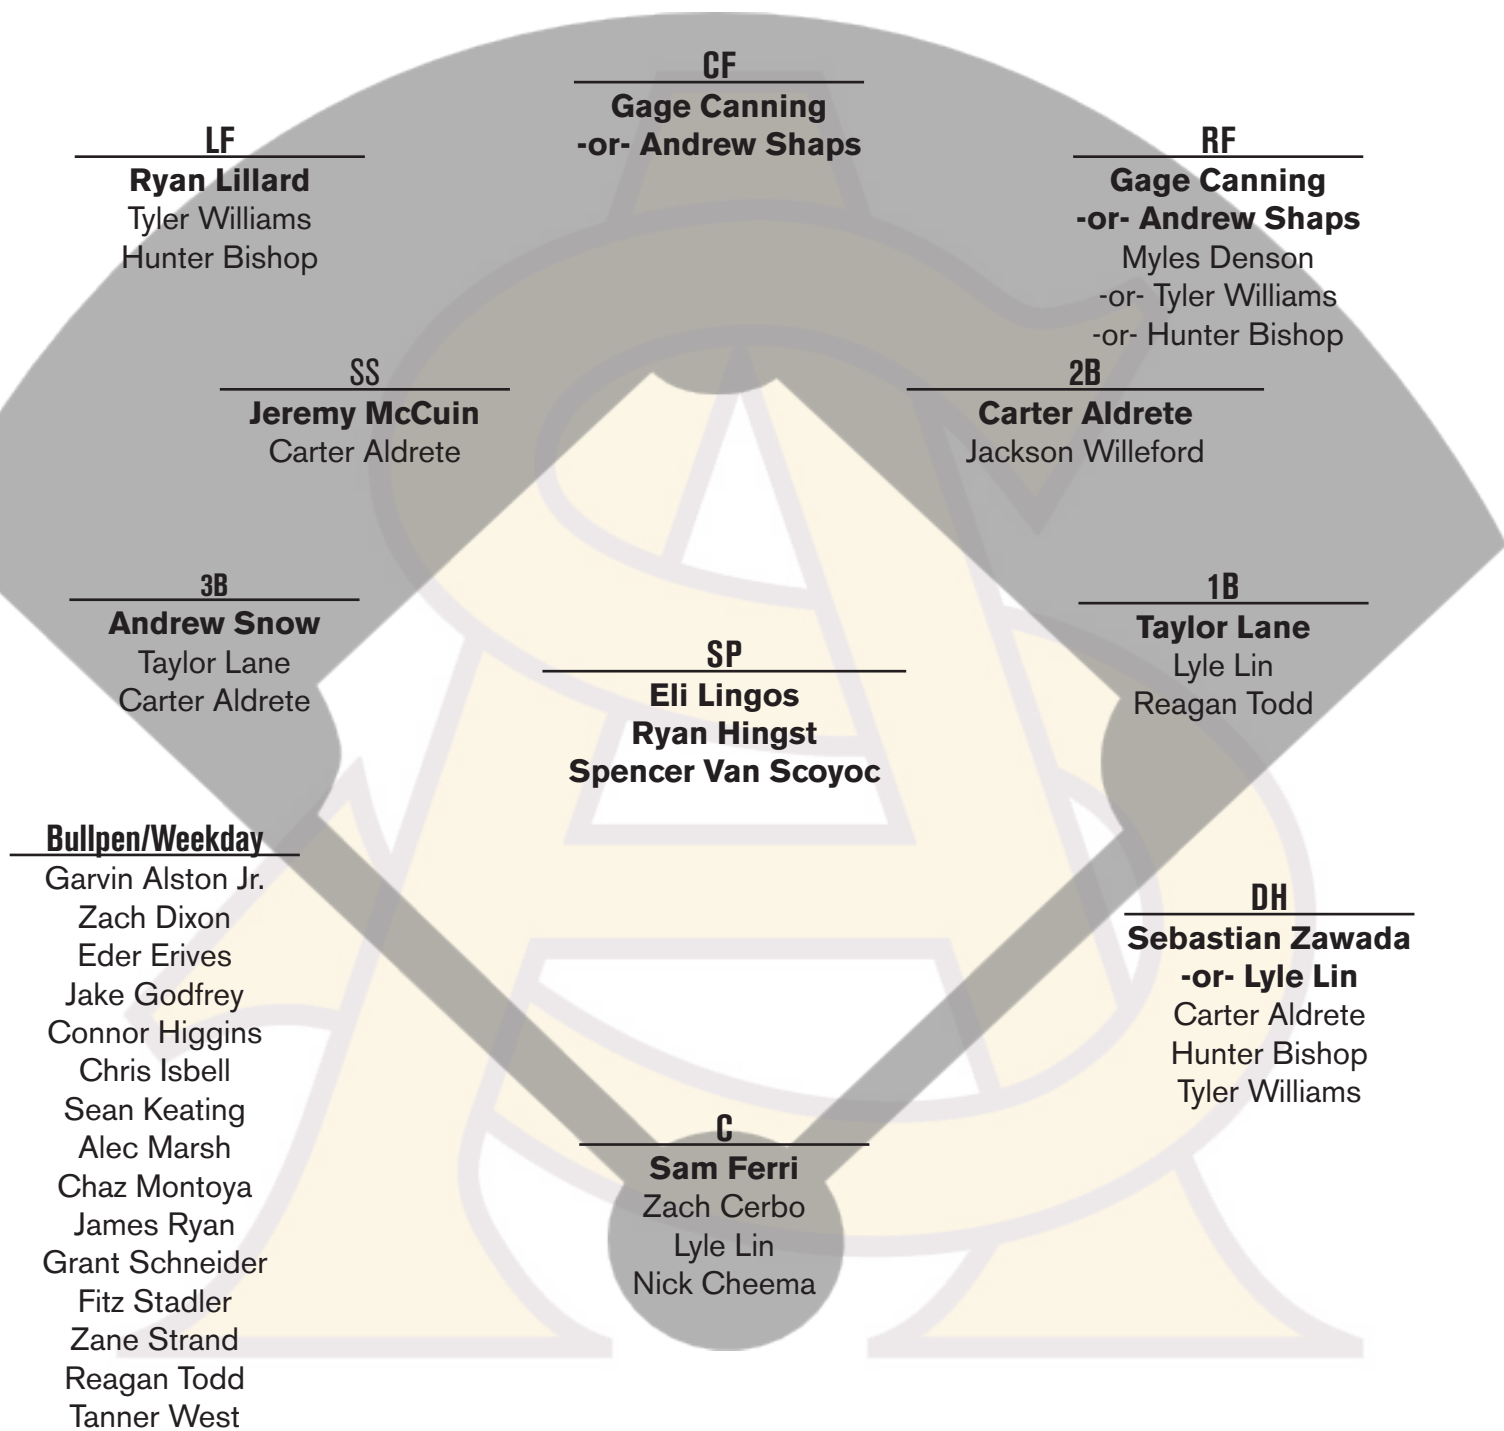 CF
Gage Canning
-or- Andrew Shaps
LF
Ryan Lillard
Tyler Williams
Hunter Bishop
RF
Gage Canning
-or- Andrew Shaps
Myles Denson
-or- Tyler Williams
-or- Hunter Bishop
SS
Jeremy McCuin
Carter Aldrete
2B
Carter Aldrete
Jackson Willeford
3B
Andrew Snow
Taylor Lane
Carter Aldrete
1B
Taylor Lane
Lyle Lin
Reagan Todd
SP
Eli Lingos
Ryan Hingst
Spencer Van Scoyoc
Bullpen/Weekday
Garvin Alston Jr.
Zach Dixon
Eder Erives
Jake Godfrey
Connor Higgins
Chris Isbell
Sean Keating
Alec Marsh
Chaz Montoya
James Ryan
Grant Schneider
Fitz Stadler
Zane Strand
Reagan Todd
Tanner West
DH
Sebastian Zawada
-or- Lyle Lin
Carter Aldrete
Hunter Bishop
Tyler Williams
C
Sam Ferri
Zach Cerbo
Lyle Lin
Nick Cheema